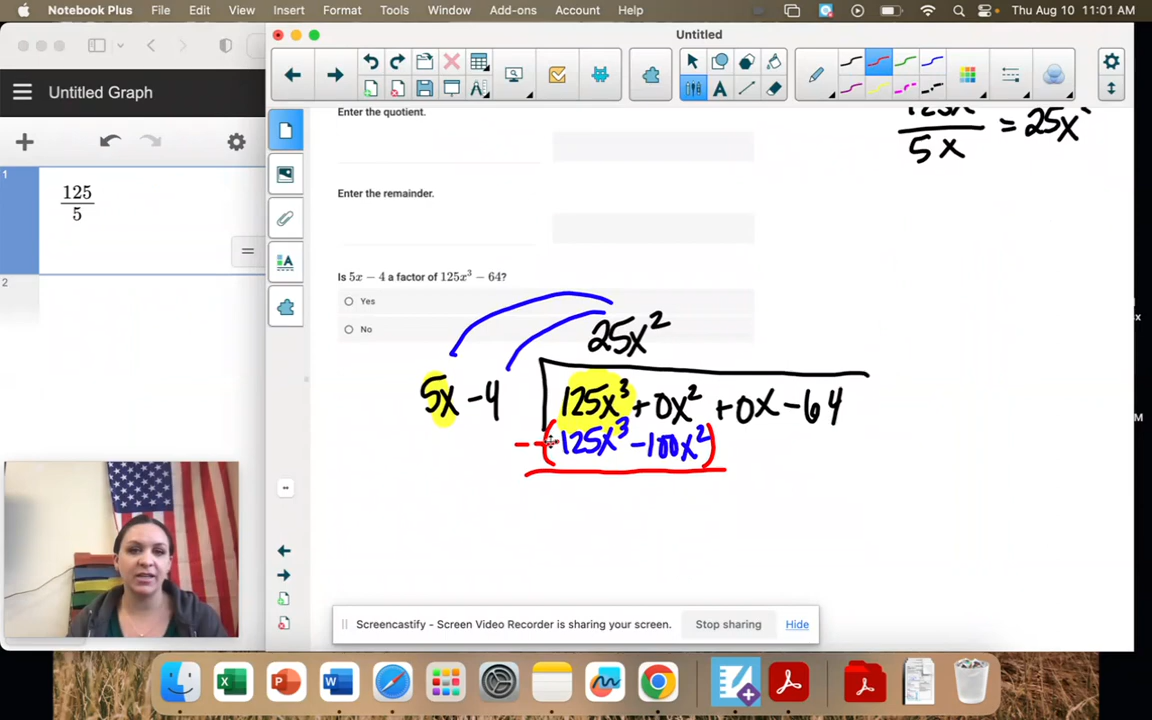 Notebook Plus File Edit View Insert Format Tools Window Add-ons Account Help Thu Aug 10 11:01 AM
Untitled
Untitled Graph
1
125
5
=
2
Enter the quotient.
Enter the remainder.
Is 5x − 4 a factor of 125x³ − 64?
Yes
No
5x = 25x
25x²
5x - 4 125x³ + 0x² + 0x - 64
-(125x³ - 100x²)
Screencastify - Screen Video Recorder is sharing your screen. Stop sharing Hide